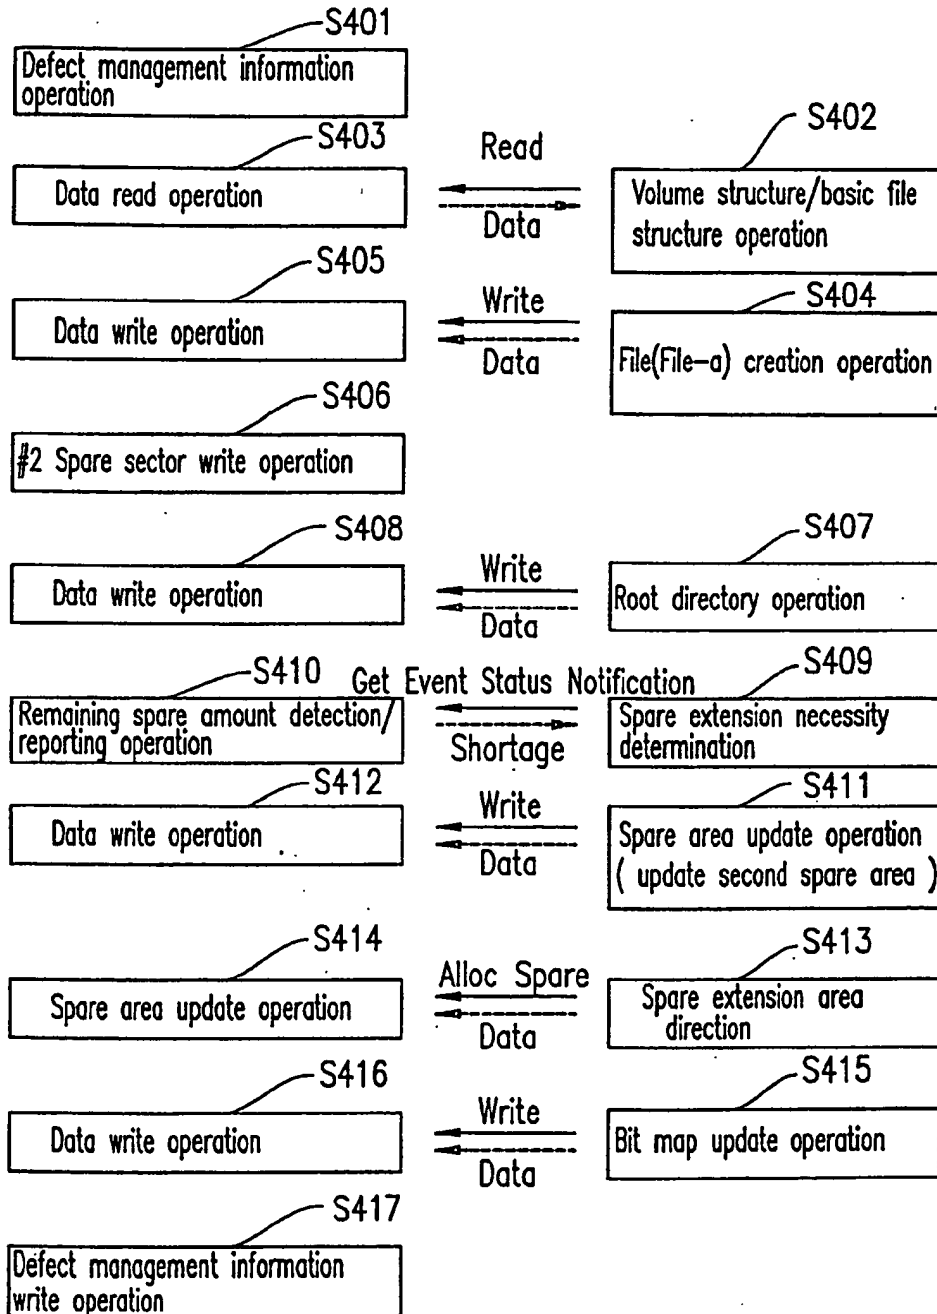 S401
Defect management information
operation
S403
Data read operation
Read
Data
S402
Volume structure/basic file
structure operation
S405
Data write operation
Write
Data
S404
File(File-a) creation operation
S406
#2 Spare sector write operation
S408
Data write operation
Write
Data
S407
Root directory operation
S410
Remaining spare amount detection/
reporting operation
Get Event Status Notification
Shortage
S409
Spare extension necessity
determination
S412
Data write operation
Write
Data
S411
Spare area update operation
( update second spare area )
S414
Spare area update operation
Alloc Spare
Data
S413
Spare extension area
direction
S416
Data write operation
Write
Data
S415
Bit map update operation
S417
Defect management information
write operation